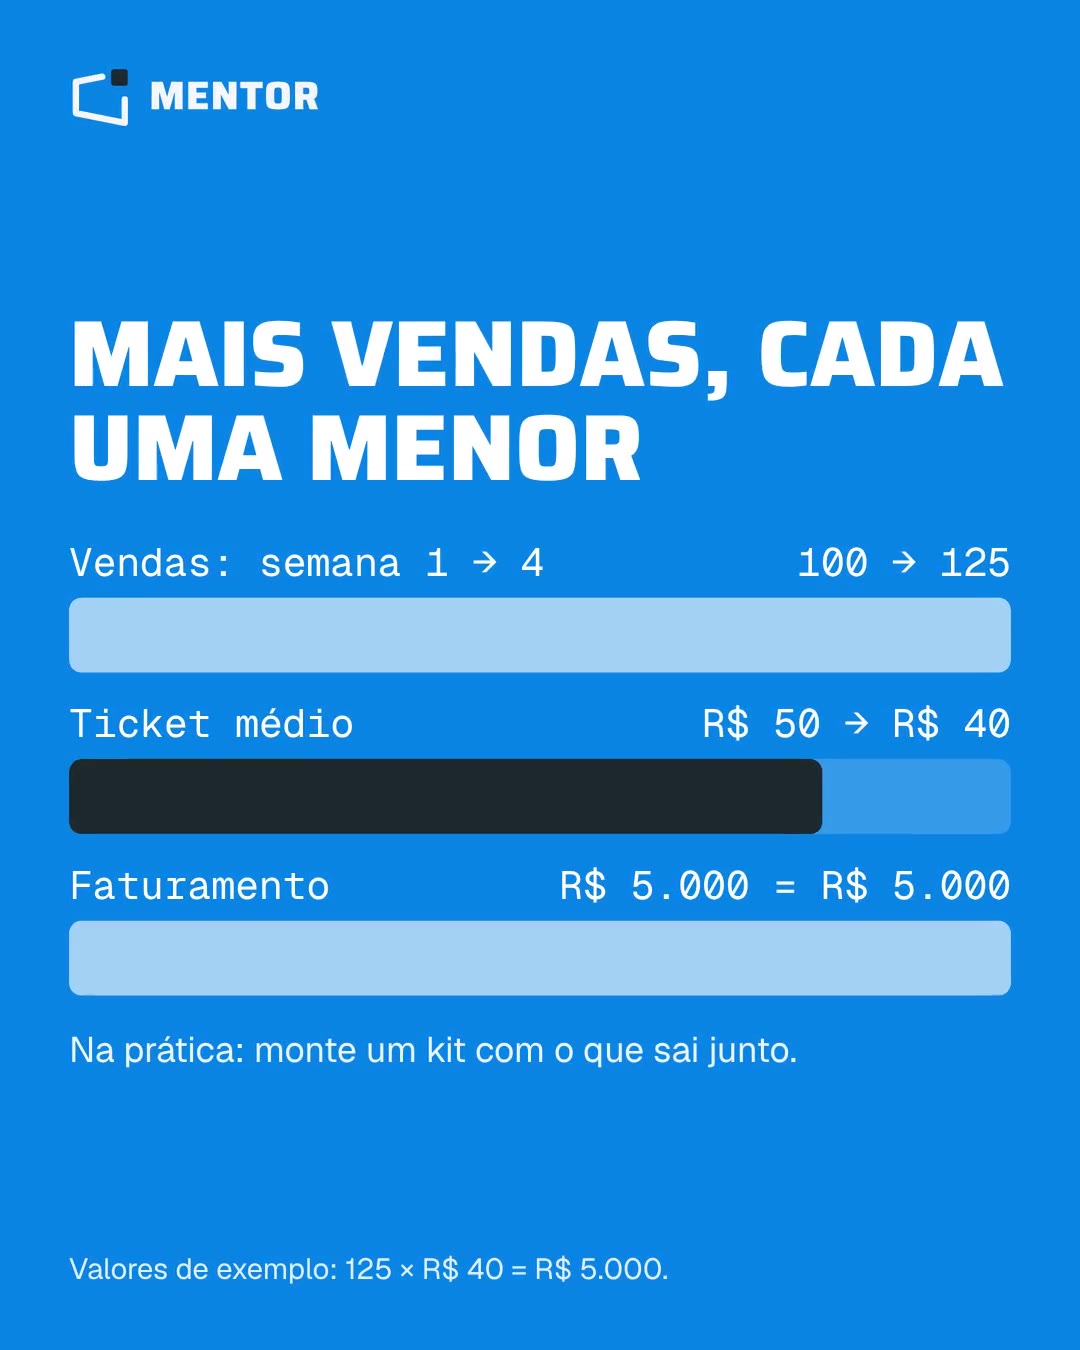 MENTOR
MAIS VENDAS, CADA
UMA MENOR
Vendas: semana 1 → 4 100 → 125
Ticket médio R$ 50 → R$ 40
Faturamento R$ 5.000 = R$ 5.000
Na prática: monte um kit com o que sai junto.
Valores de exemplo: 125 × R$ 40 = R$ 5.000.